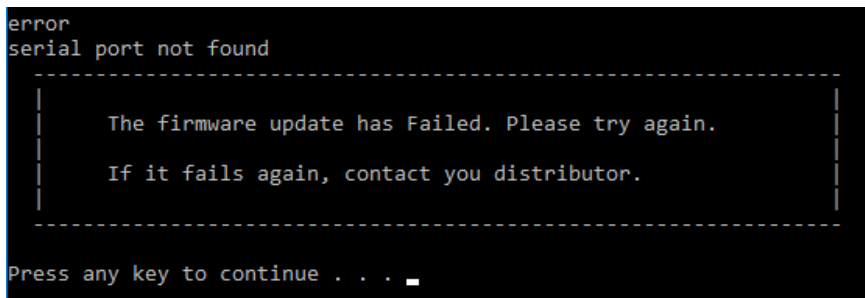 error
serial port not found
The firmware update has Failed. Please try again.
If it fails again, contact you distributor.
Press any key to continue . . .